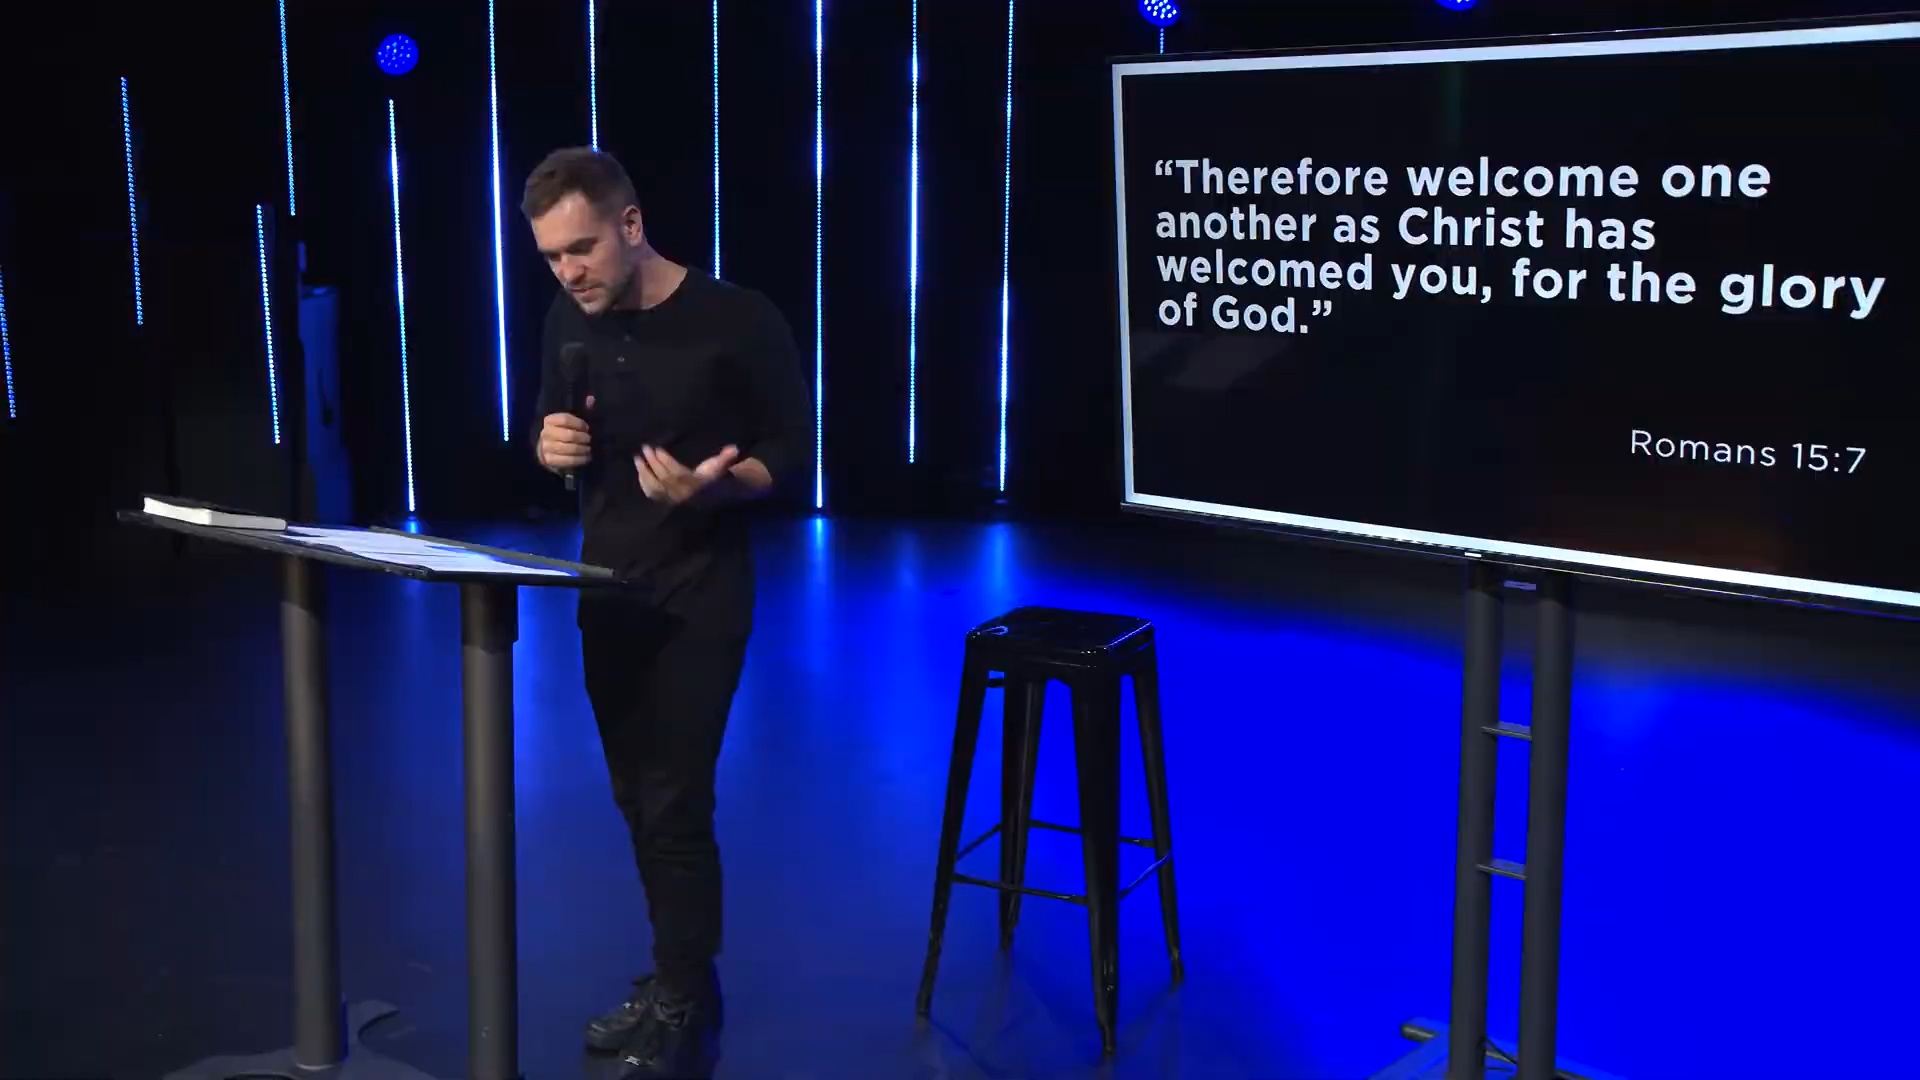 “Therefore welcome one
another as Christ has
welcomed you, for the glory
of God.”
Romans 15:7